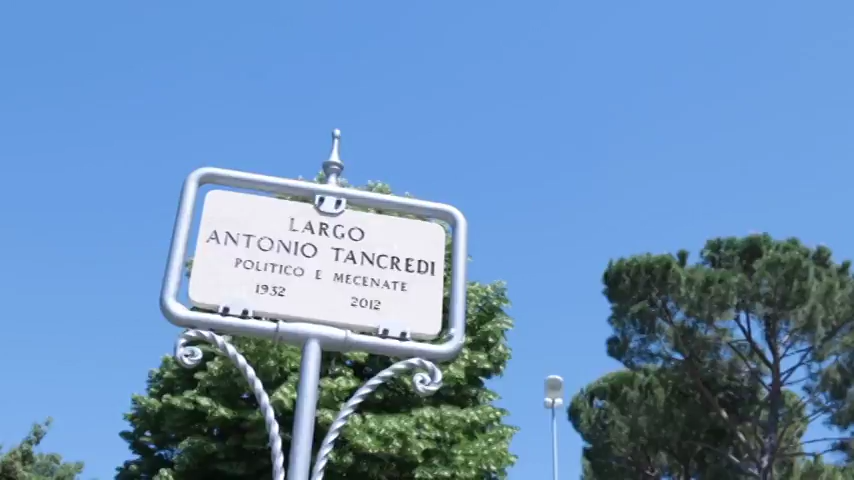 LARGO
ANTONIO TANCREDI
POLITICO E MECENATE
1932 2012